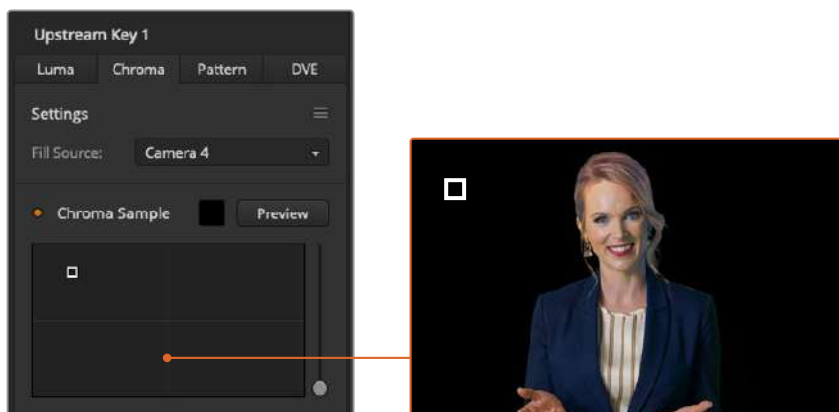 Upstream Key 1
Luma Chroma Pattern DVE
Settings
Fill Source: Camera 4
Chroma Sample Preview